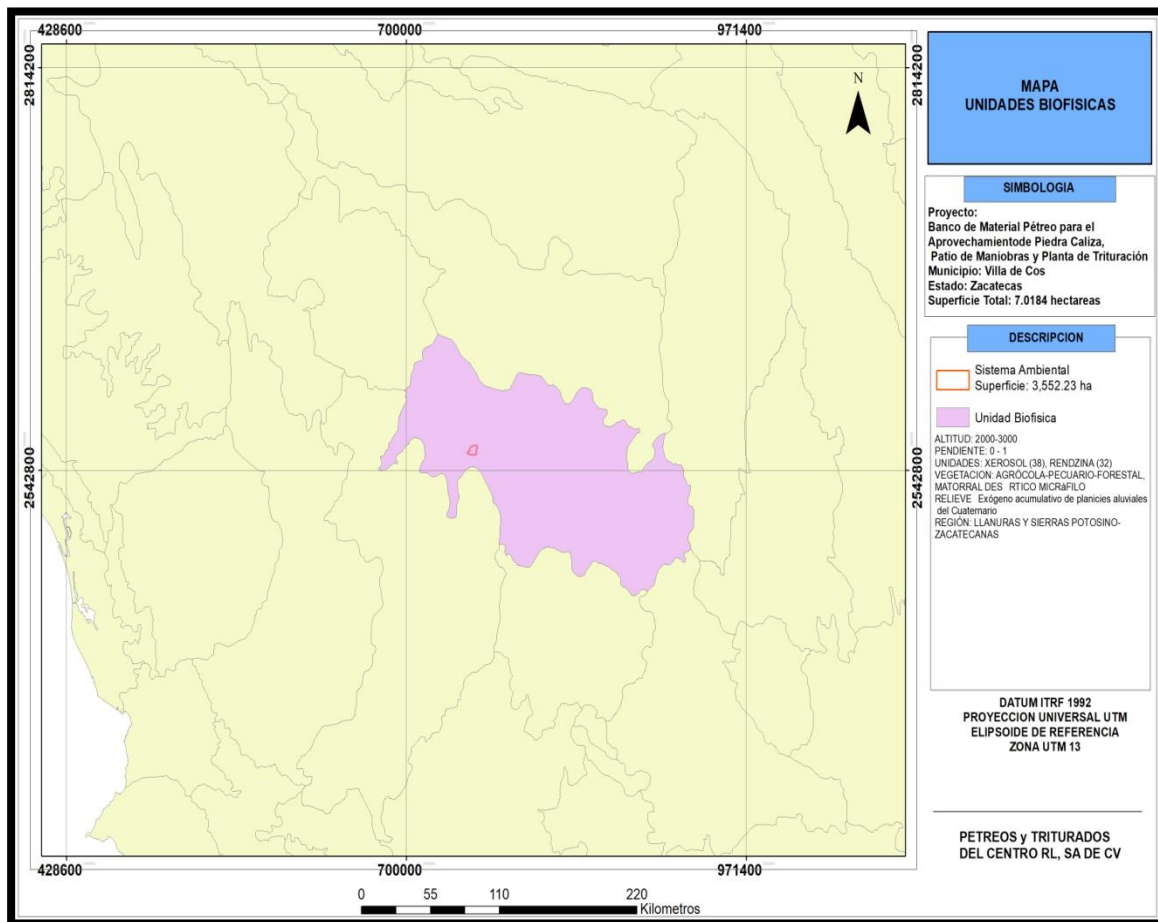 428600 700000 971400
2814200 2814200
2542800 2542800
N
428600 700000 971400
0 55 110 220
Kilometros
MAPA
UNIDADES BIOFISICAS
SIMBOLOGIA
Proyecto:
Banco de Material Pétreo para el
Aprovechamientode Piedra Caliza,
Patio de Maniobras y Planta de Trituración
Municipio: Villa de Cos
Estado: Zacatecas
Superficie Total: 7.0184 hectareas
DESCRIPCION
Sistema Ambiental
Superficie: 3,552.23 ha
Unidad Biofisica
ALTITUD: 2000-3000
PENDIENTE: 0 - 1
UNIDADES: XEROSOL (38), RENDZINA (32)
VEGETACION: AGRÒCOLA-PECUARIO-FORESTAL,
MATORRAL DES RTICO MICRáFILO
RELIEVE Exógeno acumulativo de planicies aluviales
del Cuaternario
REGIÓN: LLANURAS Y SIERRAS POTOSINO-
ZACATECANAS
DATUM ITRF 1992
PROYECCION UNIVERSAL UTM
ELIPSOIDE DE REFERENCIA
ZONA UTM 13
PETREOS y TRITURADOS
DEL CENTRO RL, SA DE CV